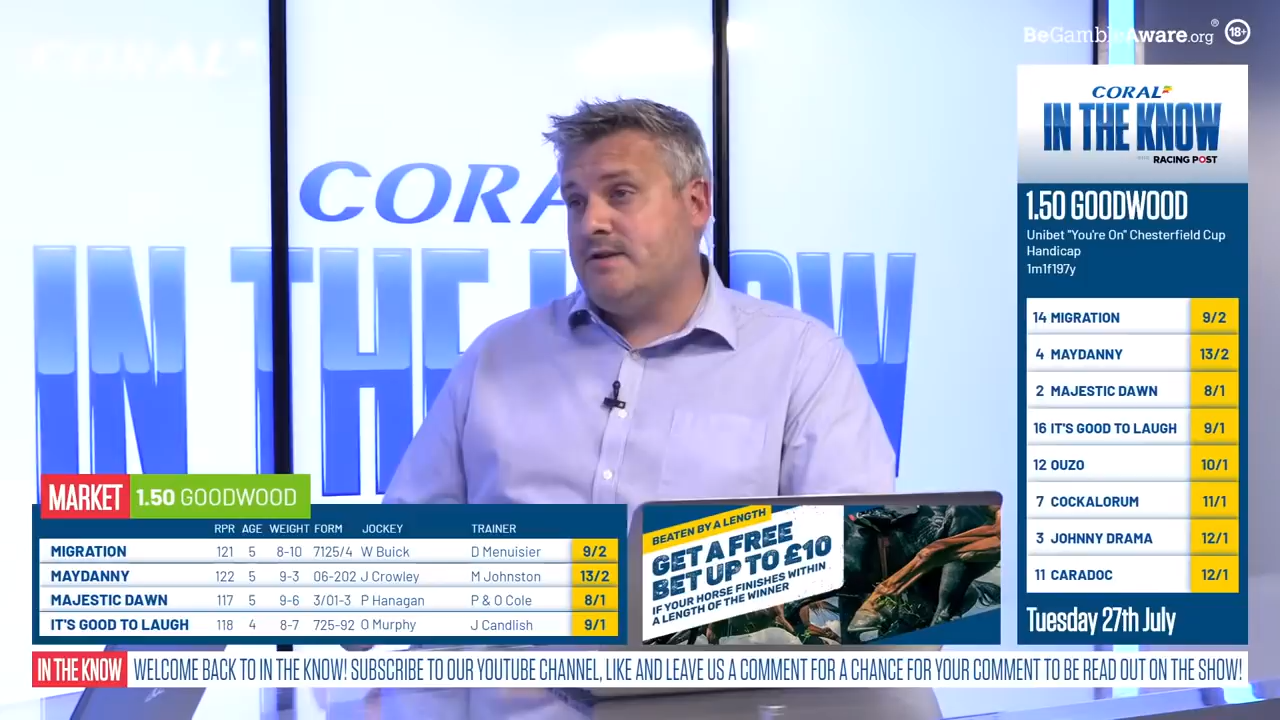 CORAL
BeGambleAware.org® 18+
CORAL
IN THE KNOW
CORAL
IN THE KNOW
WITH RACING POST
1.50 GOODWOOD
Unibet "You're On" Chesterfield Cup
Handicap
1m1f197y
14 MIGRATION 9/2
4 MAYDANNY 13/2
2 MAJESTIC DAWN 8/1
16 IT'S GOOD TO LAUGH 9/1
12 OUZO 10/1
7 COCKALORUM 11/1
3 JOHNNY DRAMA 12/1
11 CARADOC 12/1
Tuesday 27th July
MARKET 1.50 GOODWOOD
RPR AGE WEIGHT FORM JOCKEY TRAINER
MIGRATION 121 5 8-10 7125/4 W Buick D Menuisier 9/2
MAYDANNY 122 5 9-3 06-202 J Crowley M Johnston 13/2
MAJESTIC DAWN 117 5 9-6 3/01-3 P Hanagan P & O Cole 8/1
IT'S GOOD TO LAUGH 118 4 8-7 725-92 O Murphy J Candlish 9/1
BEATEN BY A LENGTH
GET A FREE
BET UP TO £10
IF YOUR HORSE FINISHES WITHIN
A LENGTH OF THE WINNER
IN THE KNOW WELCOME BACK TO IN THE KNOW! SUBSCRIBE TO OUR YOUTUBE CHANNEL, LIKE AND LEAVE US A COMMENT FOR A CHANCE FOR YOUR COMMENT TO BE READ OUT ON THE SHOW!